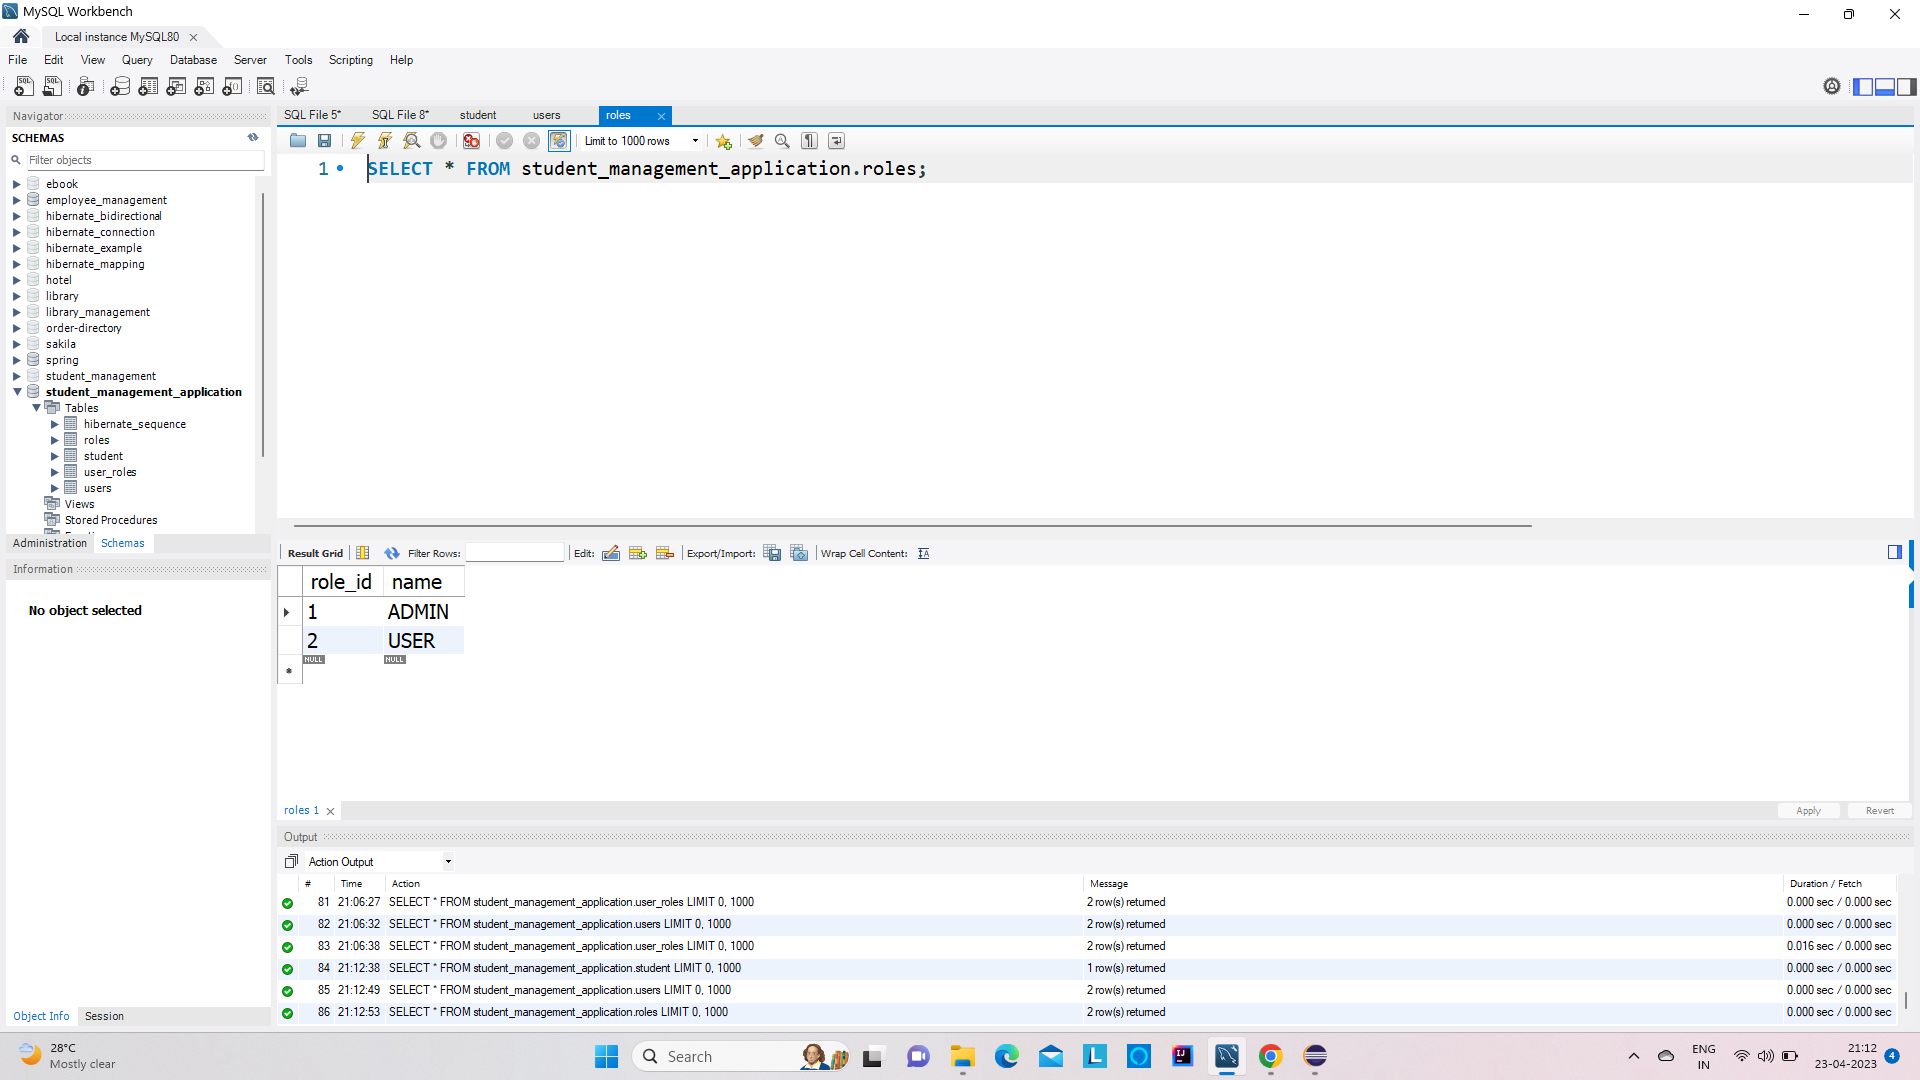 MySQL Workbench
Local instance MySQL80
File Edit View Query Database Server Tools Scripting Help
Navigator
SCHEMAS
Filter objects
ebook
employee_management
hibernate_bidirectional
hibernate_connection
hibernate_example
hibernate_mapping
hotel
library
library_management
order-directory
sakila
spring
student_management
student_management_application
Tables
hibernate_sequence
roles
student
user_roles
users
Views
Stored Procedures
Administration Schemas
Information
No object selected
Object Info Session
SQL File 5* SQL File 8* student users roles
Limit to 1000 rows
1 SELECT * FROM student_management_application.roles;
Result Grid Filter Rows: Edit: Export/Import: Wrap Cell Content:
role_id name
1 ADMIN
2 USER
NULL NULL
roles 1
Apply Revert
Output
Action Output
# Time Action Message Duration / Fetch
81 21:06:27 SELECT * FROM student_management_application.user_roles LIMIT 0, 1000 2 row(s) returned 0.000 sec / 0.000 sec
82 21:06:32 SELECT * FROM student_management_application.users LIMIT 0, 1000 2 row(s) returned 0.000 sec / 0.000 sec
83 21:06:38 SELECT * FROM student_management_application.user_roles LIMIT 0, 1000 2 row(s) returned 0.016 sec / 0.000 sec
84 21:12:38 SELECT * FROM student_management_application.student LIMIT 0, 1000 1 row(s) returned 0.000 sec / 0.000 sec
85 21:12:49 SELECT * FROM student_management_application.users LIMIT 0, 1000 2 row(s) returned 0.000 sec / 0.000 sec
86 21:12:53 SELECT * FROM student_management_application.roles LIMIT 0, 1000 2 row(s) returned 0.000 sec / 0.000 sec
28°C
Mostly clear
Search
ENG
IN
21:12
23-04-2023
4